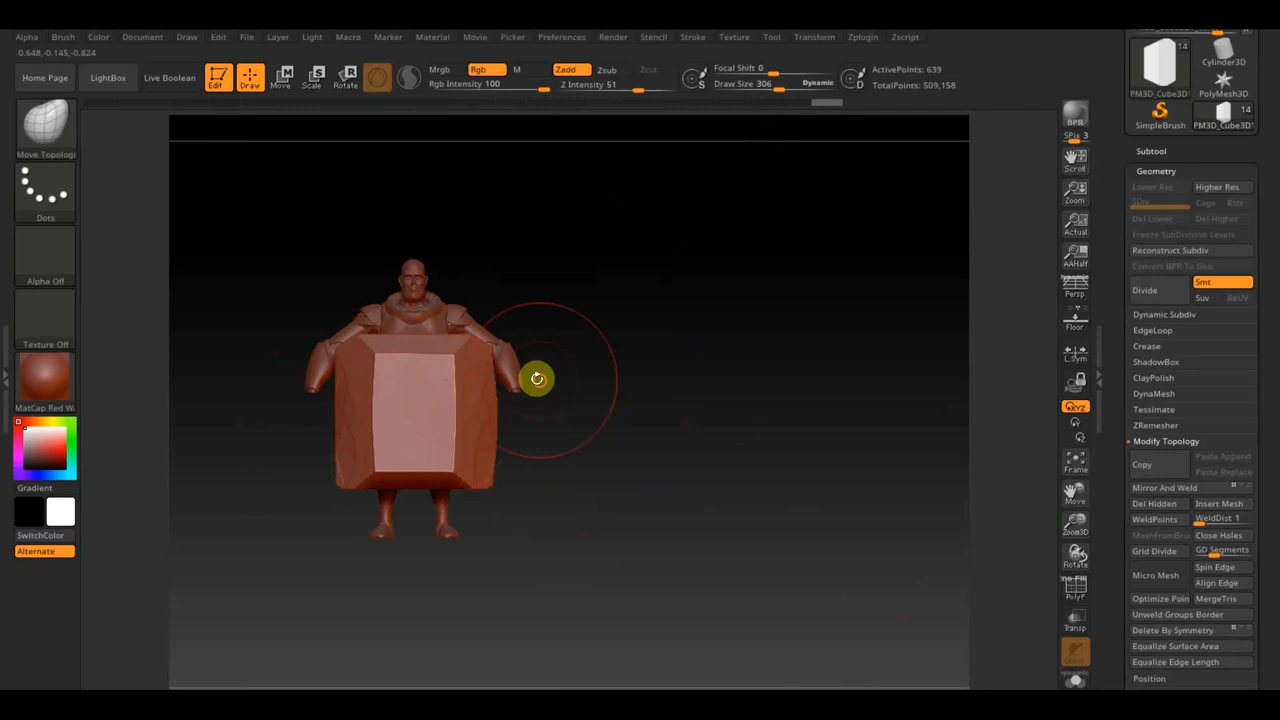 Alpha Brush Color Document Draw Edit File Layer Light Macro Marker Material Movie Picker Preferences Render Stencil Stroke Texture Tool Transform Zplugin Zscript
0.648,-0.145,-0.824
Home Page LightBox Live Boolean Edit Draw Move Scale Rotate
Mrgb Rgb M Zadd Zsub Zcut
Rgb Intensity 100 Z Intensity 51
Focal Shift 0
Draw Size 306 Dynamic
ActivePoints: 639
TotalPoints: 509,158
Move Topologi
Dots
Alpha Off
Texture Off
MatCap Red Wa
Gradient
SwitchColor
Alternate
BPR
SPix 3
Scroll
Zoom
Actual
AAHalf
Dynamic
Persp
Floor
L.Sym
XYZ
Frame
Move
Zoom3D
Rotate
PolyF
Transp
Dynamic
14
PM3D_Cube3D
Cylinder3D
PolyMesh3D
SimpleBrush
14
PM3D_Cube3D
Subtool
Geometry
Lower Res Higher Res
SDiv Cage Rstr
Del Lower Del Higher
Freeze SubDivision Levels
Reconstruct Subdiv
Convert BPR To Geo
Divide Smt
Suv ReUV
Dynamic Subdiv
EdgeLoop
Crease
ShadowBox
ClayPolish
DynaMesh
Tessimate
ZRemesher
Modify Topology
Copy Paste Append
Paste Replace
Mirror And Weld
Del Hidden Insert Mesh
WeldPoints WeldDist 1
MeshFromBru Close Holes
Grid Divide GD Segments
Micro Mesh Spin Edge
Align Edge
Optimize Poin MergeTris
Unweld Groups Border
Delete By Symmetry
Equalize Surface Area
Equalize Edge Length
Position